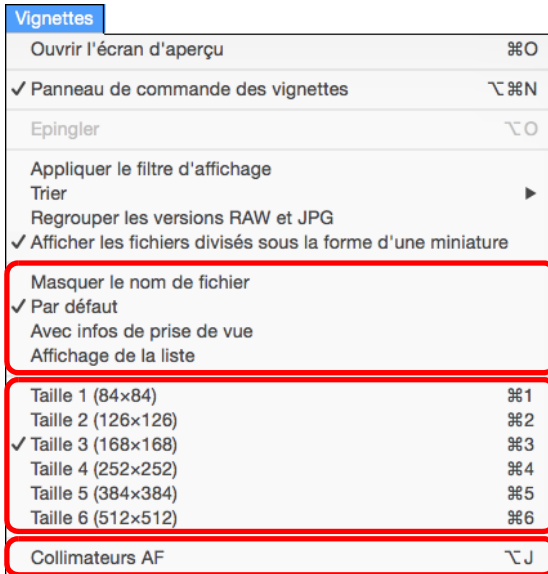 Vignettes
Ouvrir l'écran d'aperçu ⌘O
✓ Panneau de commande des vignettes ⌥⌘N
Epingler ⌥O
Appliquer le filtre d'affichage
Trier ▶
Regrouper les versions RAW et JPG
✓ Afficher les fichiers divisés sous la forme d'une miniature
Masquer le nom de fichier
✓ Par défaut
Avec infos de prise de vue
Affichage de la liste
Taille 1 (84×84) ⌘1
Taille 2 (126×126) ⌘2
✓ Taille 3 (168×168) ⌘3
Taille 4 (252×252) ⌘4
Taille 5 (384×384) ⌘5
Taille 6 (512×512) ⌘6
Collimateurs AF ⌥J